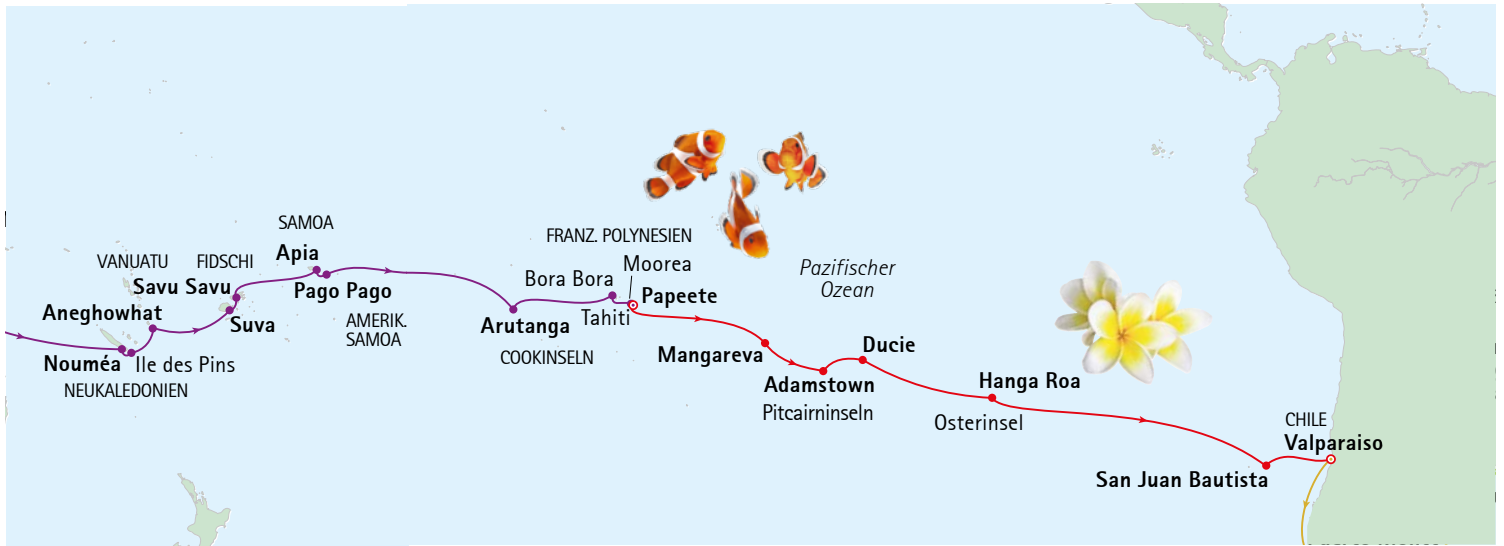 SAMOA
Apia
VANUATU
FIDSCHI
Savu Savu
Pago Pago
Aneghowhat
Suva
AMERIK.
SAMOA
Nouméa
Ile des Pins
NEUKALEDONIEN
FRANZ. POLYNESIEN
Moorea
Bora Bora
Papeete
Tahiti
Arutanga
COOKINSELN
Pazifischer
Ozean
Mangareva
Ducie
Adamstown
Pitcairninseln
Hanga Roa
Osterinsel
CHILE
Valparaiso
San Juan Bautista